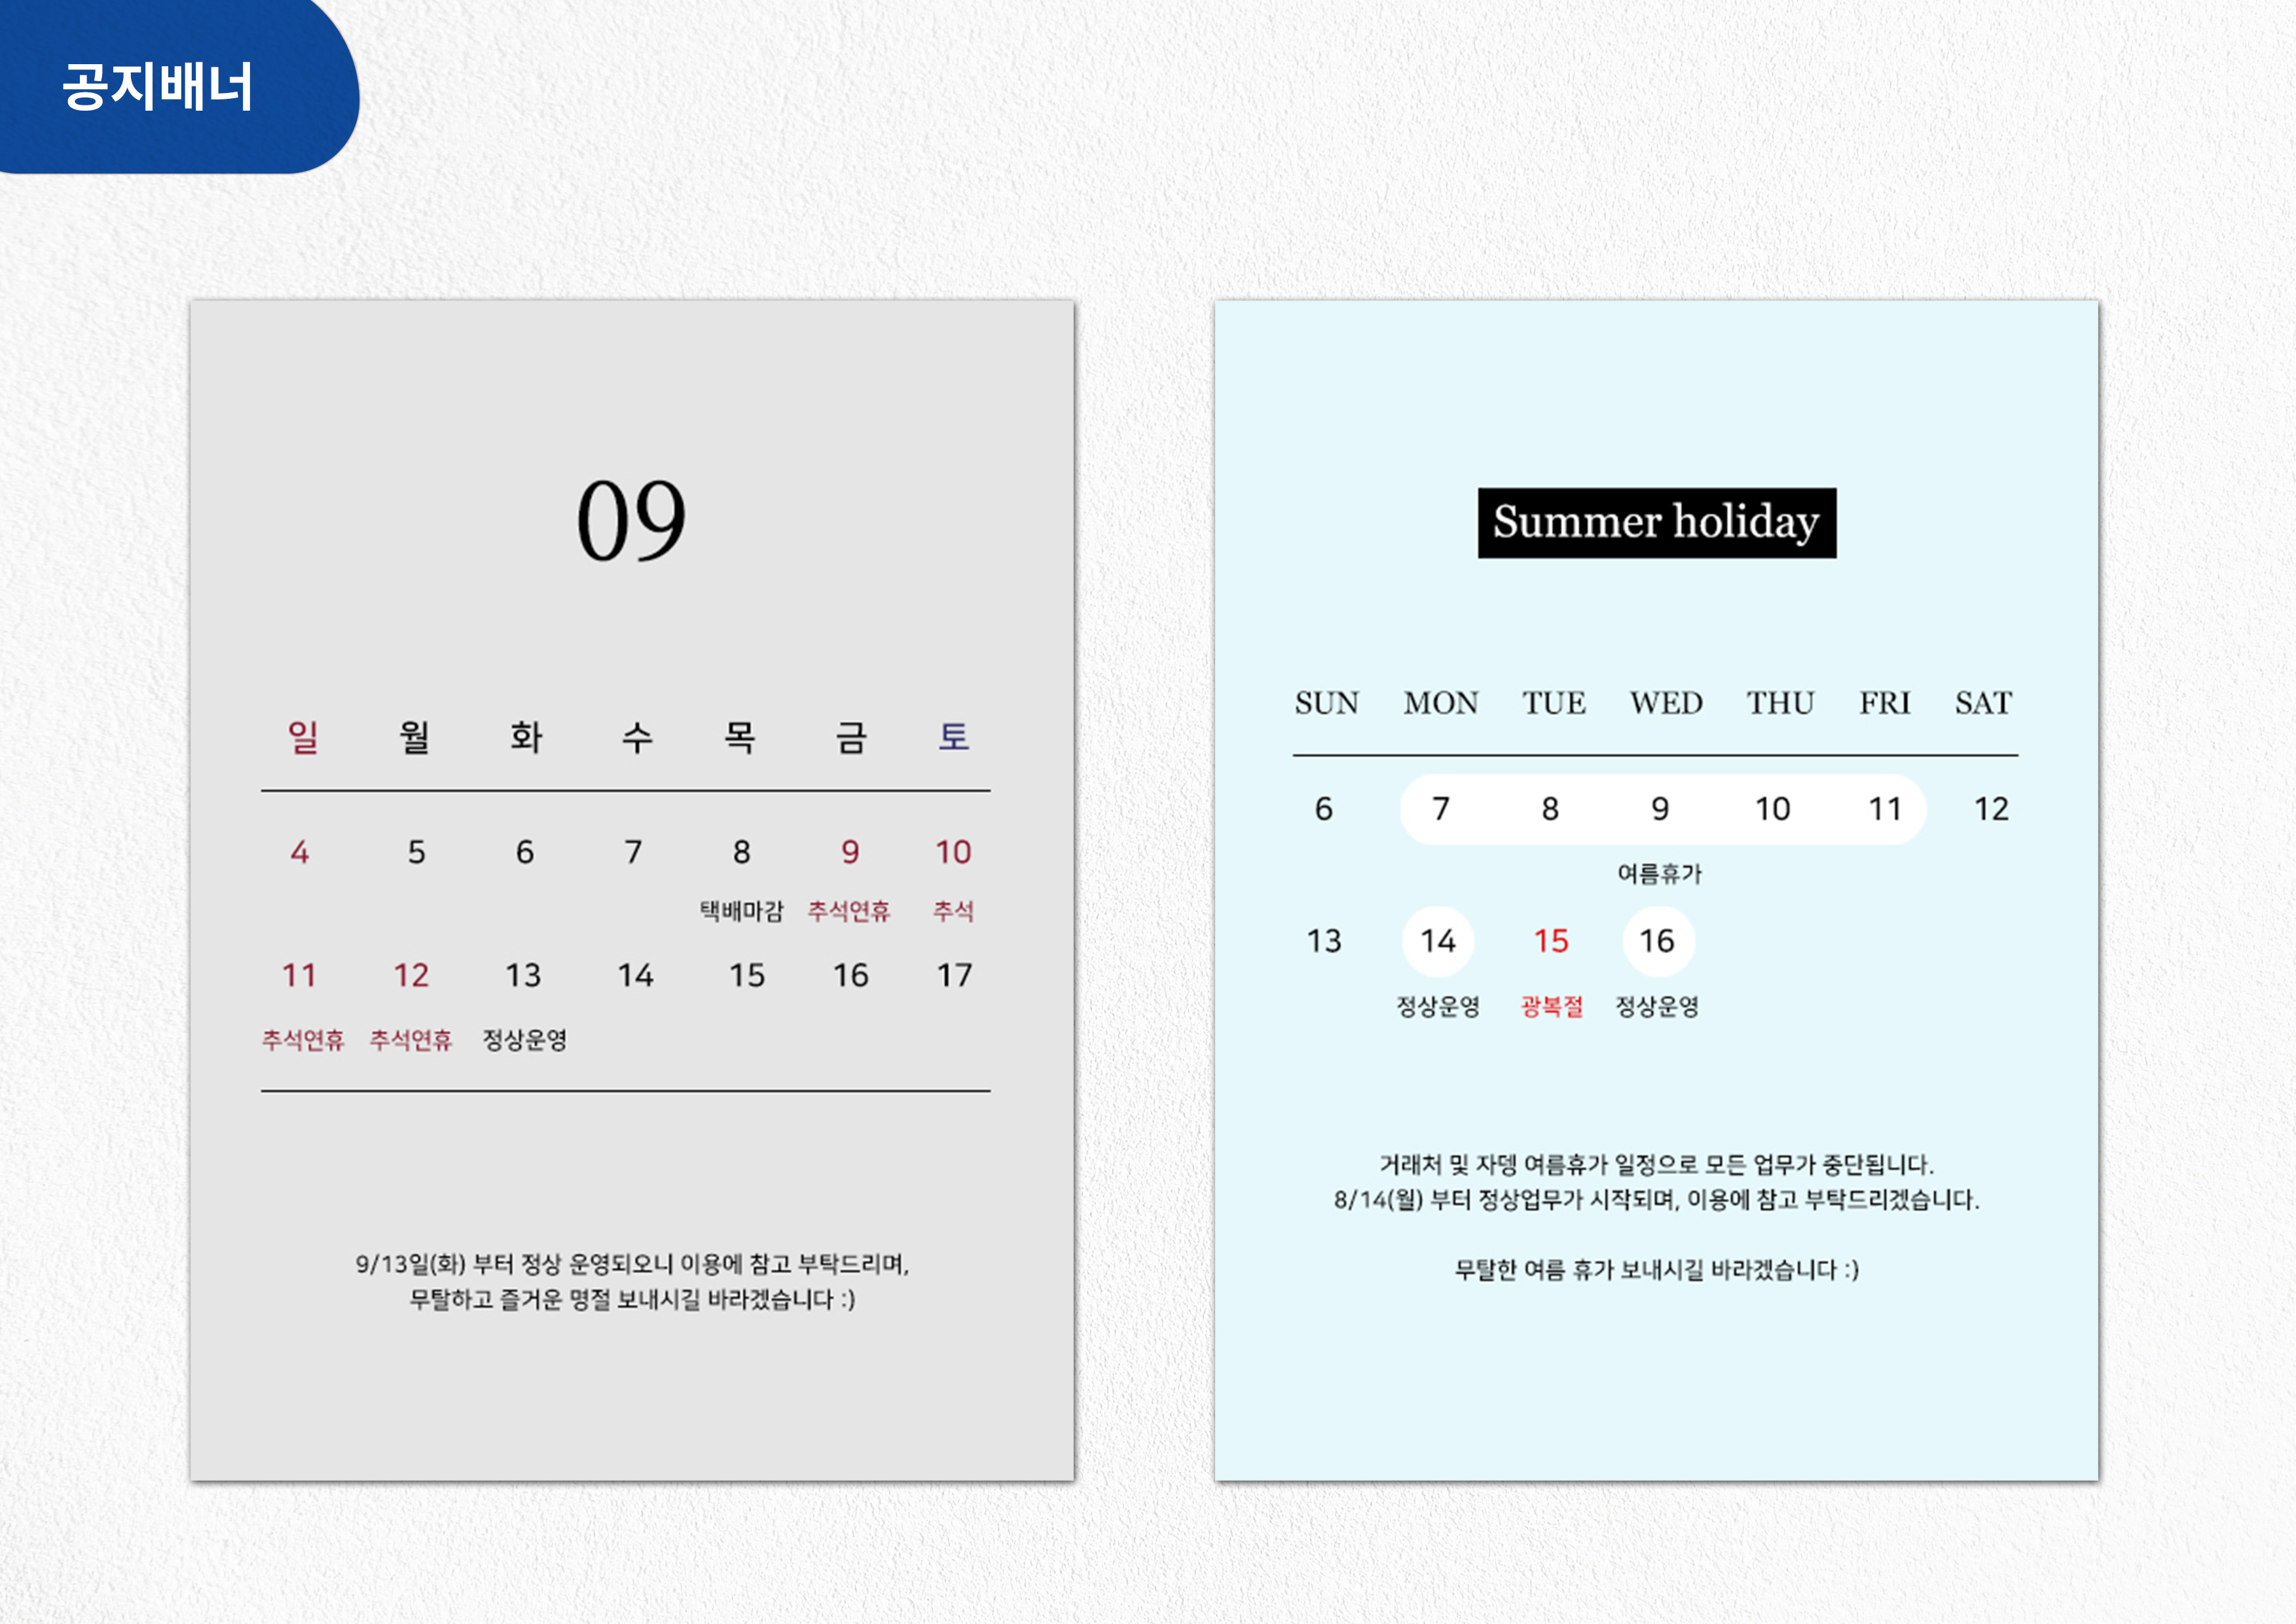 공지배너
09
일 월 화 수 목 금 토
4 5 6 7 8 9 10
택배마감 추석연휴 추석
11 12 13 14 15 16 17
추석연휴 추석연휴 정상운영
9/13일(화) 부터 정상 운영되오니 이용에 참고 부탁드리며,
무탈하고 즐거운 명절 보내시길 바라겠습니다 :)
Summer holiday
SUN MON TUE WED THU FRI SAT
6 7 8 9 10 11 12
여름휴가
13 14 15 16
정상운영 광복절 정상운영
거래처 및 자뎅 여름휴가 일정으로 모든 업무가 중단됩니다.
8/14(월) 부터 정상업무가 시작되며, 이용에 참고 부탁드리겠습니다.
무탈한 여름 휴가 보내시길 바라겠습니다 :)